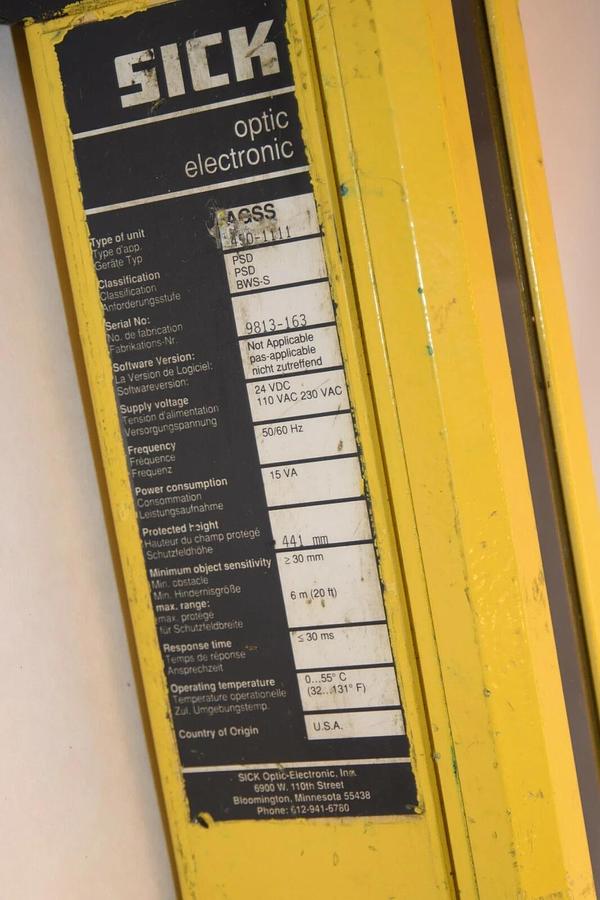 SICK
optic
electronic
Type of unit
Type d'app.
Geräte Typ
AGSS
450-1111
Classification
Classification
Anforderungsstufe
PSD
PSD
BWS-S
Serial No:
No. de fabrication
Fabrikations-Nr.
9813-163
Software Version:
La Version de Logiciel:
Softwareversion:
Not Applicable
pas-applicable
nicht zutreffend
Supply voltage
Tension d'alimentation
Versorgungspannung
24 VDC
110 VAC 230 VAC
Frequency
Fréquence
Frequenz
50/60 Hz
Power consumption
Consommation
Leistungsaufnahme
15 VA
Protected height
Hauteur du champ protegé
Schutzfeldhöhe
441 mm
Minimum object sensitivity
Min. obstacle
Min. Hindernisgröße
≥ 30 mm
max. range:
max. protégé
für Schutzfeldbreite
6 m (20 ft)
Response time
Temps de réponse
Ansprechzeit
≤ 30 ms
Operating temperature
Temperature operationelle
Zul. Umgebungstemp.
0...55° C
(32...131° F)
Country of Origin
U.S.A.
SICK Optic-Electronic, Inc.
6900 W. 110th Street
Bloomington, Minnesota 55438
Phone: 612-941-6780